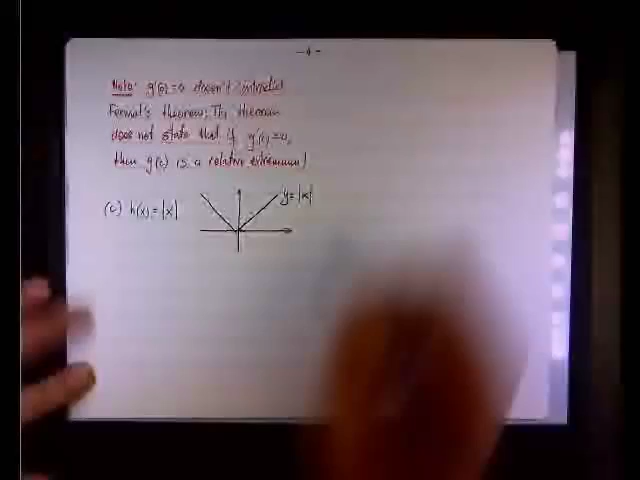 - 4 -
Note: g'(0)=0 doesn't contradict
Fermat's theorem: The theorem
does not state that if g'(c)=0,
then g(c) is a relative extremum!
(c) h(x) = |x|
y = |x|